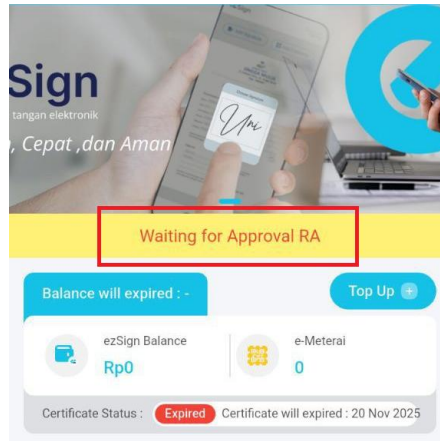 Sign
tangan elektronik
, Cepat ,dan Aman
Uni
Waiting for Approval RA
Balance will expired : -
Top Up +
ezSign Balance
Rp0
e-Meterai
0
Certificate Status : Expired Certificate will expired : 20 Nov 2025